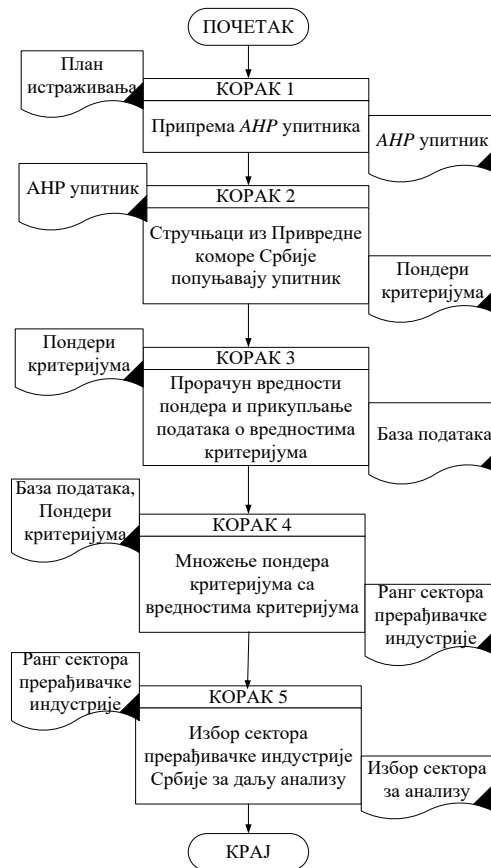 ПОЧЕТАК
План
истраживања
КОРАК 1
Припрема AHP упитника
AHP упитник
АНР упитник
КОРАК 2
Стручњаци из Привредне
коморе Србије
попуњавају упитник
Пондери
критеријума
Пондери
критеријума
КОРАК 3
Прорачун вредности
пондера и прикупљање
података о вредностима
критеријума
База података
База података,
Пондери
критеријума
КОРАК 4
Множење пондера
критеријума са
вредностима критеријума
Ранг сектора
прерађивачке
индустрије
Ранг сектора
прерађивачке
индустрије
КОРАК 5
Избор сектора
прерађивачке индустрије
Србије за даљу анализу
Избор сектора
за анализу
КРАЈ